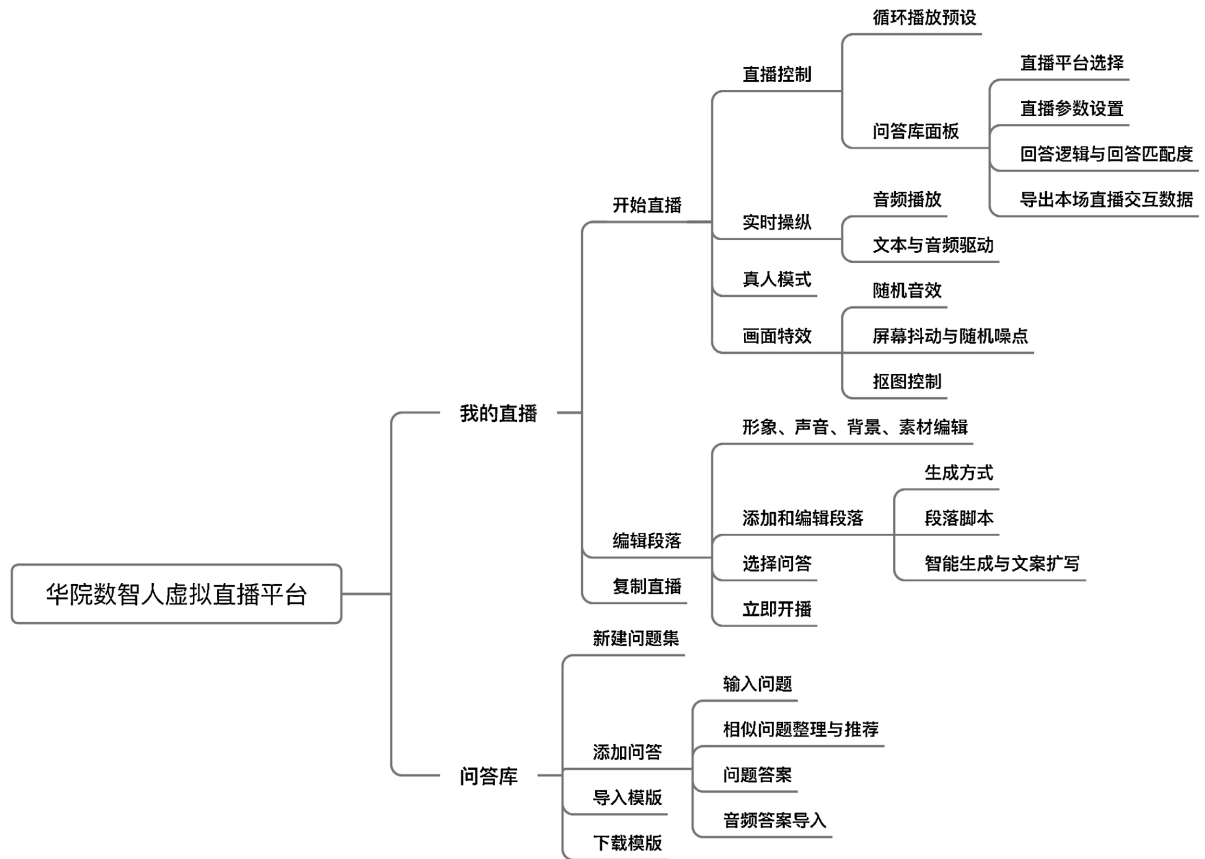 华院数智人虚拟直播平台
我的直播
开始直播
直播控制
循环播放预设
问答库面板
直播平台选择
直播参数设置
回答逻辑与回答匹配度
导出本场直播交互数据
实时操纵
音频播放
文本与音频驱动
真人模式
画面特效
随机音效
屏幕抖动与随机噪点
抠图控制
编辑段落
形象、声音、背景、素材编辑
添加和编辑段落
生成方式
段落脚本
智能生成与文案扩写
选择问答
立即开播
复制直播
问答库
新建问题集
添加问答
输入问题
相似问题整理与推荐
问题答案
音频答案导入
导入模版
下载模版